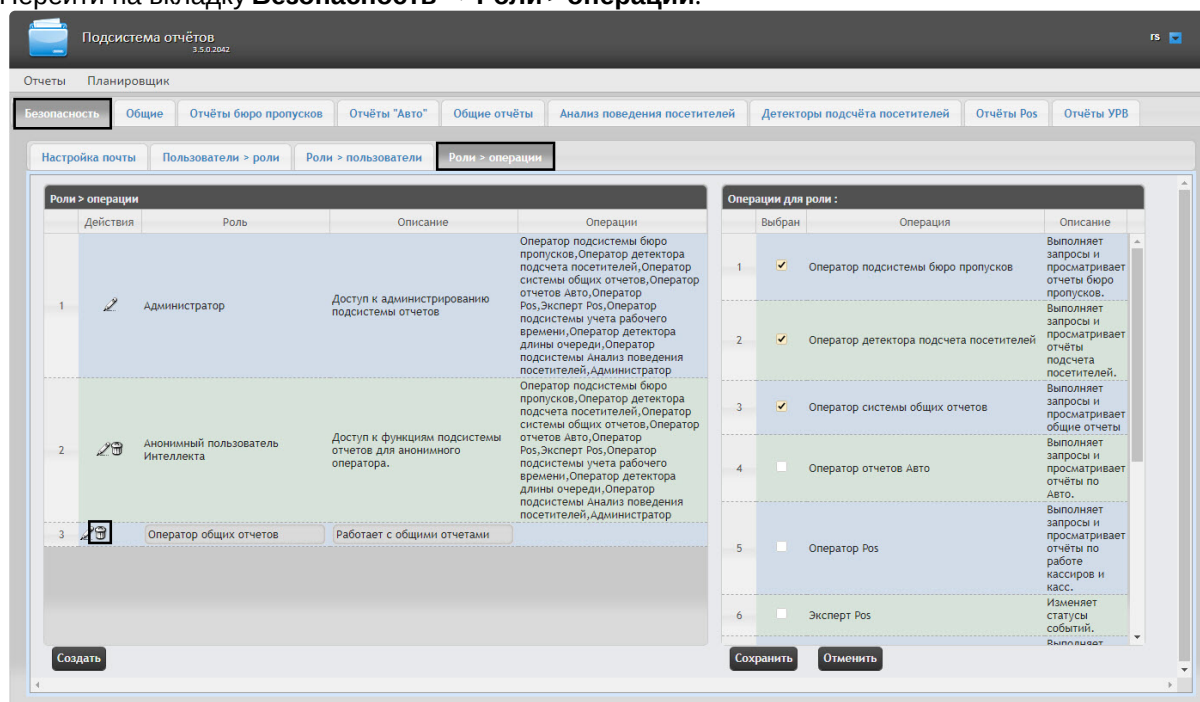 Перейти на вкладку Безопасность -> Роли> операции.
Подсистема отчётов
3.5.0.2042
rs
Отчеты Планировщик
Безопасность Общие Отчёты бюро пропусков Отчёты "Авто" Общие отчёты Анализ поведения посетителей Детекторы подсчёта посетителей Отчёты Pos Отчёты УРВ
Настройка почты Пользователи > роли Роли > пользователи Роли > операции
Роли > операции
Действия Роль Описание Операции
1 Администратор
Доступ к администрированию
подсистемы отчетов
Оператор подсистемы бюро
пропусков,Оператор детектора
подсчета посетителей,Оператор
системы общих отчетов,Оператор
отчетов Авто,Оператор
Pos,Эксперт Pos,Оператор
подсистемы учета рабочего
времени,Оператор детектора
длины очереди,Оператор
подсистемы Анализ поведения
посетителей,Администратор
2 Анонимный пользователь
Интеллекта
Доступ к функциям подсистемы
отчетов для анонимного
оператора.
Оператор подсистемы бюро
пропусков,Оператор детектора
подсчета посетителей,Оператор
системы общих отчетов,Оператор
отчетов Авто,Оператор
Pos,Эксперт Pos,Оператор
подсистемы учета рабочего
времени,Оператор детектора
длины очереди,Оператор
подсистемы Анализ поведения
посетителей,Администратор
3 Оператор общих отчетов Работает с общими отчетами
Создать
Операции для роли :
Выбран Операция Описание
1 Оператор подсистемы бюро пропусков
Выполняет
запросы и
просматривает
отчеты бюро
пропусков.
2 Оператор детектора подсчета посетителей
Выполняет
запросы и
просматривает
отчёты
подсчета
посетителей.
3 Оператор системы общих отчетов
Выполняет
запросы и
просматривает
общие отчеты
4 Оператор отчетов Авто
Выполняет
запросы и
просматривает
отчёты по
Авто.
5 Оператор Pos
Выполняет
запросы и
просматривает
отчёты по
работе
кассиров и
касс.
6 Эксперт Pos
Изменяет
статусы
событий.
Выполняет
Сохранить Отменить